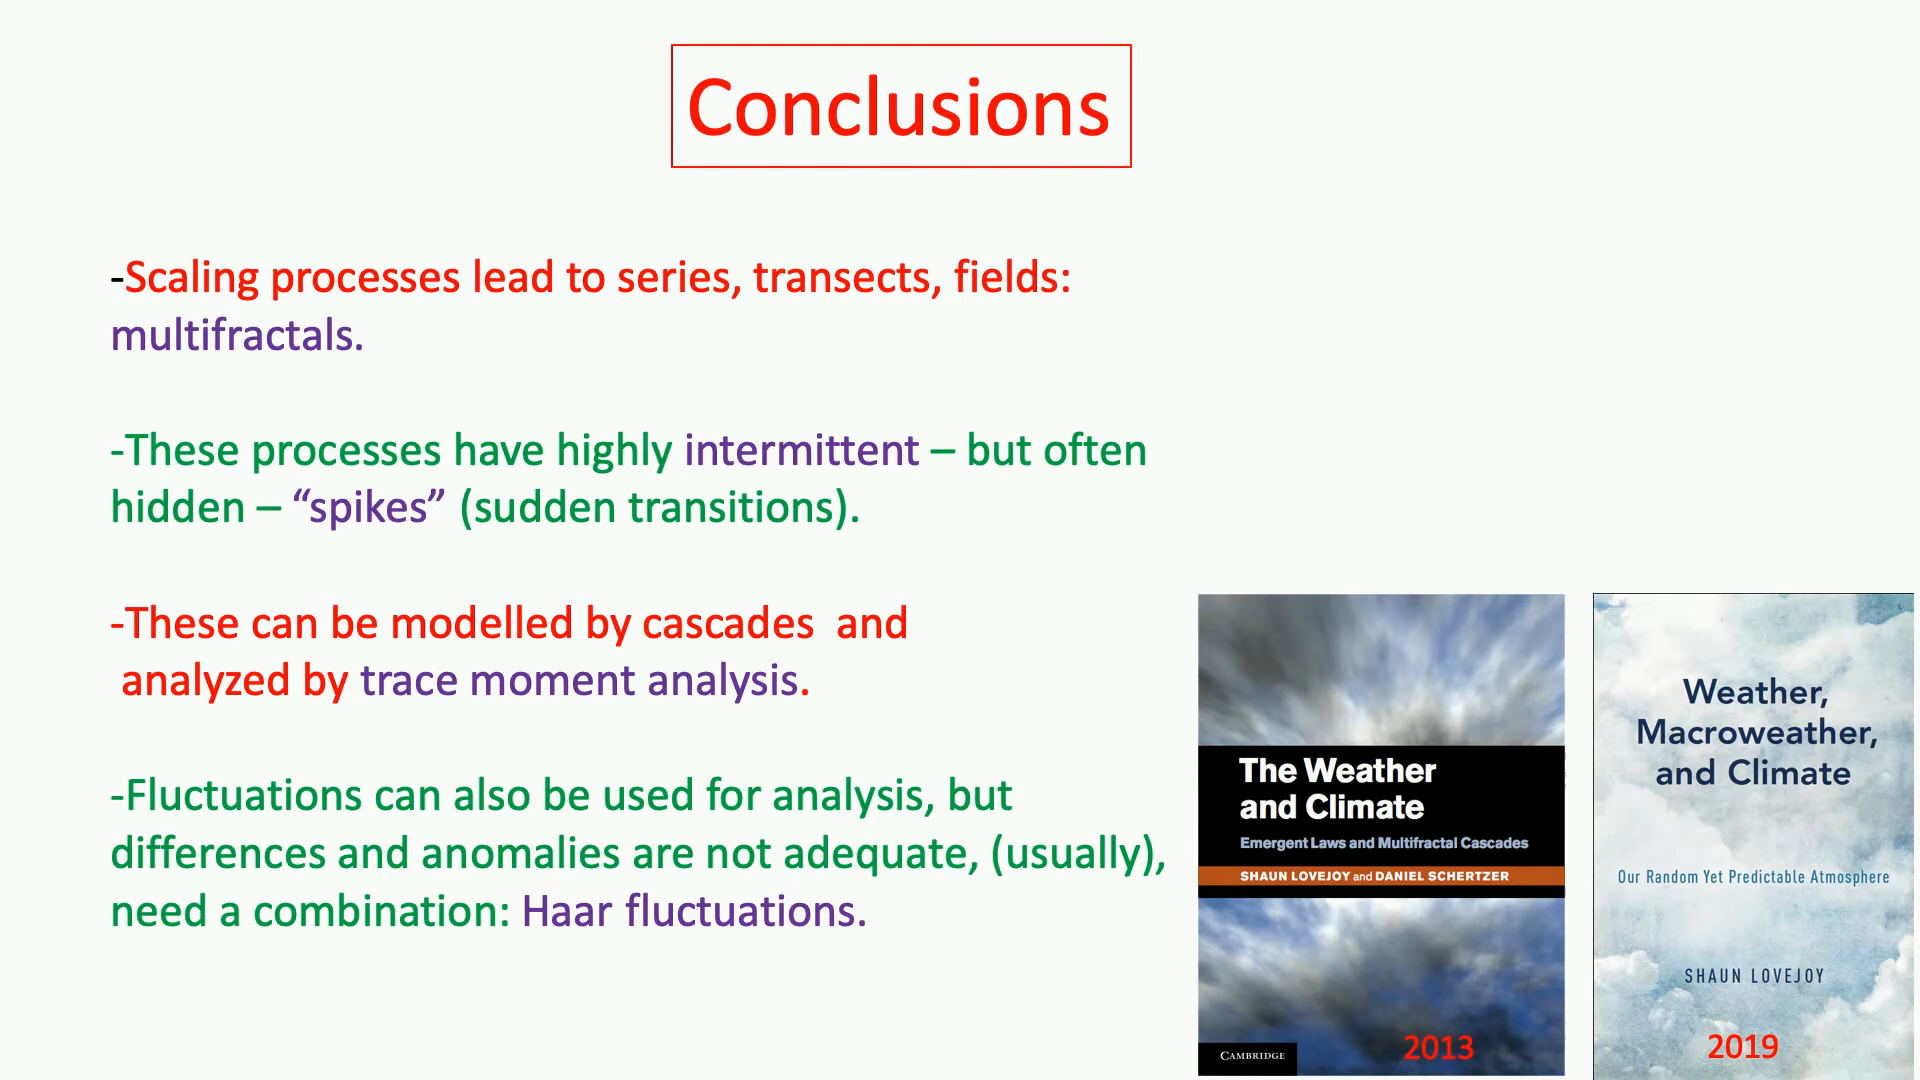 Conclusions
-Scaling processes lead to series, transects, fields:
multifractals.
-These processes have highly intermittent – but often
hidden – “spikes” (sudden transitions).
-These can be modelled by cascades and
analyzed by trace moment analysis.
-Fluctuations can also be used for analysis, but
differences and anomalies are not adequate, (usually),
need a combination: Haar fluctuations.
The Weather
and Climate
Emergent Laws and Multifractal Cascades
SHAUN LOVEJOY and DANIEL SCHERTZER
CAMBRIDGE
2013
Weather,
Macroweather,
and Climate
Our Random Yet Predictable Atmosphere
SHAUN LOVEJOY
2019